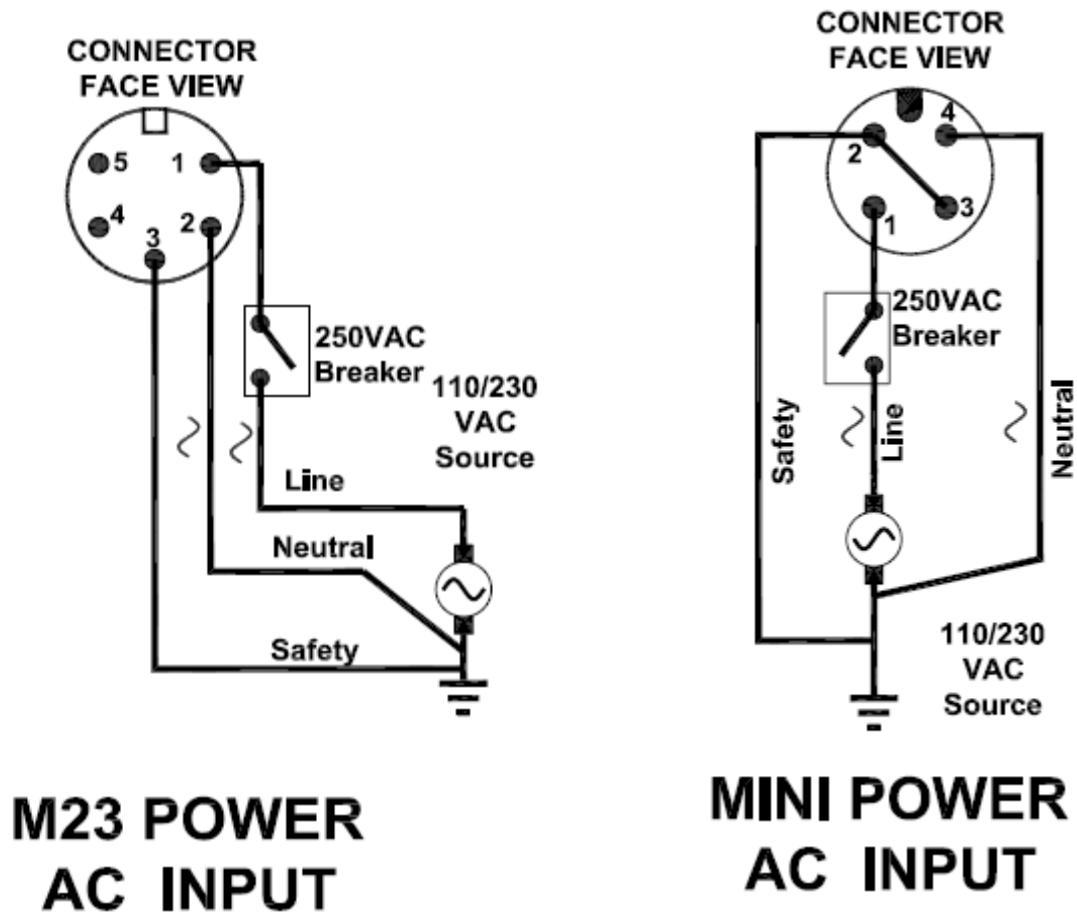 CONNECTOR
FACE VIEW
5
1
4
2
3
250VAC
Breaker
110/230
VAC
Source
Line
Neutral
Safety
M23 POWER
AC INPUT
CONNECTOR
FACE VIEW
4
2
3
1
250VAC
Breaker
Safety
Line
Neutral
110/230
VAC
Source
MINI POWER
AC INPUT